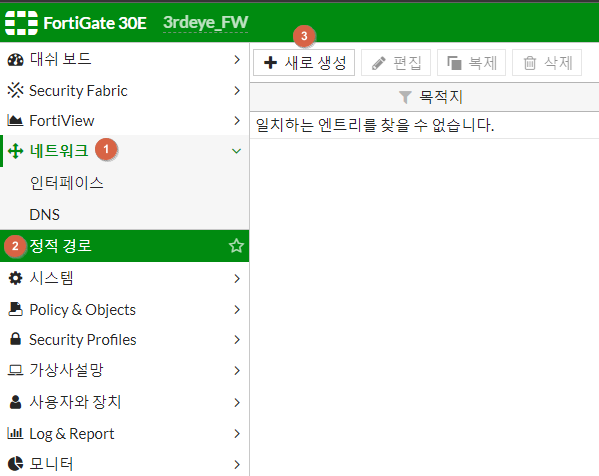 FortiGate 30E 3rdeye_FW
3
대쉬 보드
새로 생성 편집 복제 삭제
Security Fabric
목적지
FortiView
일치하는 엔트리를 찾을 수 없습니다.
네트워크 1
인터페이스
DNS
2 정적 경로
시스템
Policy & Objects
Security Profiles
가상사설망
사용자와 장치
Log & Report
모니터